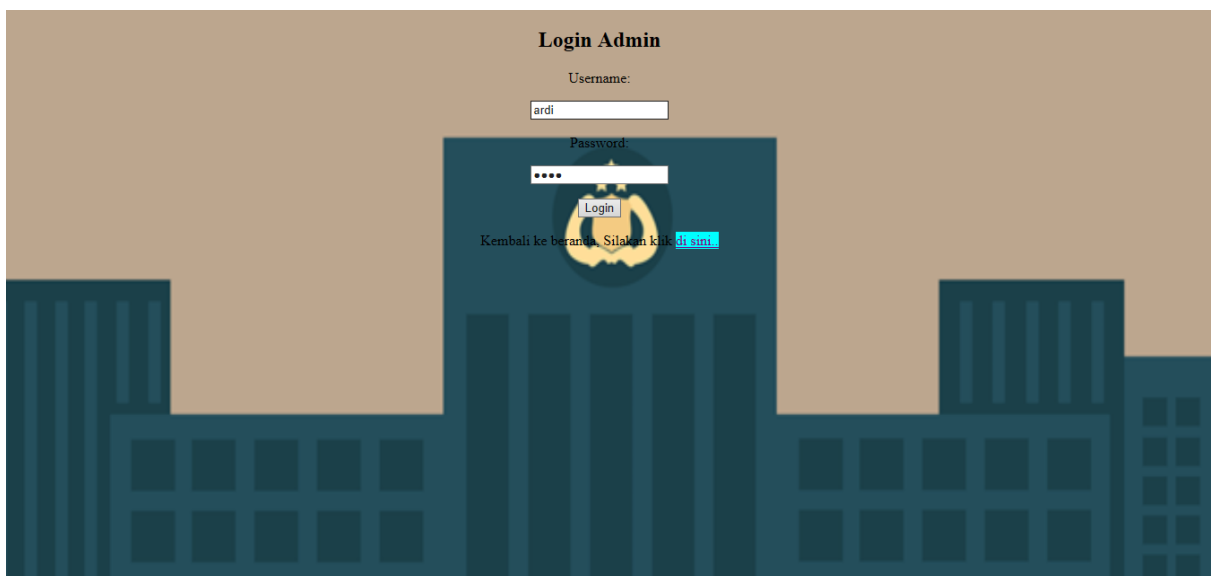 Login Admin
Username:
ardi
Password:
••••
Login
Kembali ke beranda, Silakan klik di sini..